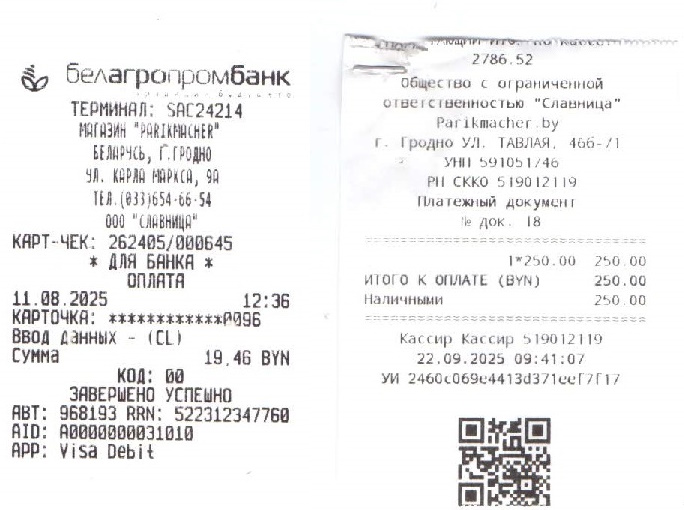 белагропромбанк
ТЕРМИНАЛ: SAC24214
МАГАЗИН "PARIKMACHER"
БЕЛАРУСЬ, Г.ГРОДНО
УЛ. КАРЛА МАРКСА, 9А
ТЕЛ.(033)654-66-54
ООО "СЛАВНИЦА"
КАРТ-ЧЕК: 262405/000645
* ДЛЯ БАНКА *
ОПЛАТА
11.08.2025 12:36
КАРТОЧКА: ************0096
Ввод данных - (CL)
Сумма 19,46 BYN
КОД: 00
ЗАВЕРШЕНО УСПЕШНО
АВТ: 968193 RRN: 522312347760
AID: A0000000031010
APP: Visa Debit
2786.52
Общество с ограниченной
ответственностью "Славница"
Parikmacher.by
г. Гродно УЛ. ТАВЛАЯ, 46б-/1
УНП 591051/46
РН СККО 519012119
Платежный документ
№ док. 18
1*250.00 250.00
ИТОГО К ОПЛАТЕ (BYN) 250.00
Наличными 250.00
Кассир Кассир 519012119
22.09.2025 09:41:07
УИ 2460c069e4413d371eef7f17